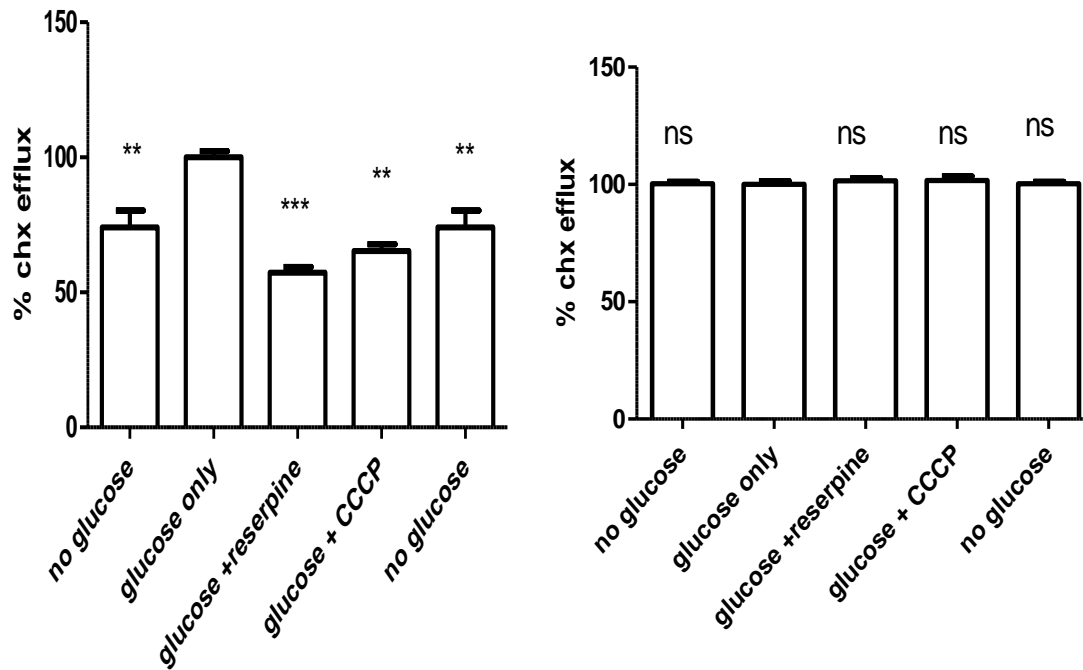 150
100
50
0
% chx efflux
**
***
**
**
no glucose
glucose only
glucose +reserpine
glucose + CCCP
no glucose
150
100
50
0
% chx efflux
ns
ns
ns
ns
no glucose
glucose only
glucose +reserpine
glucose + CCCP
no glucose